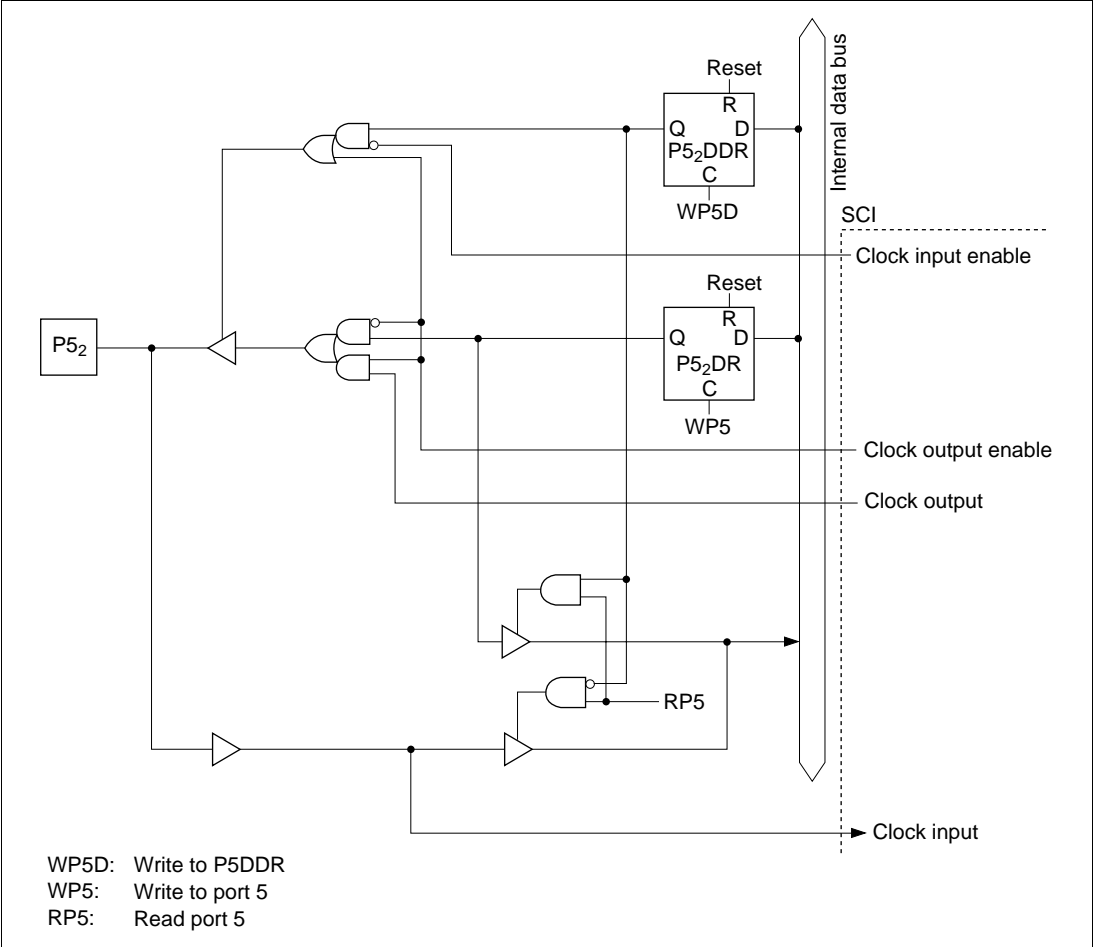 Reset
R
Q D
P5₂DDR
C
WP5D
Internal data bus
SCI
Clock input enable
Reset
R
Q D
P5₂DR
C
WP5
P5₂
Clock output enable
Clock output
RP5
Clock input
WP5D: Write to P5DDR
WP5: Write to port 5
RP5: Read port 5